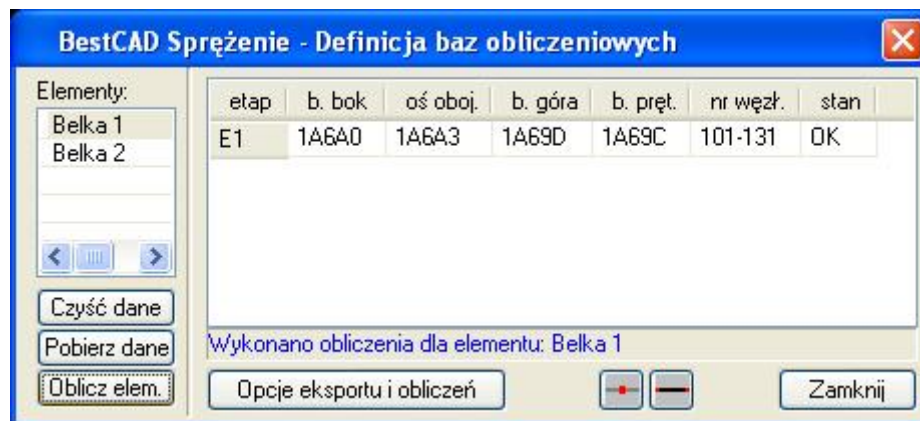 BestCAD Sprężenie - Definicja baz obliczeniowych
Elementy:
Belka 1
Belka 2
etap b. bok oś oboj. b. góra b. pręt. nr węzł. stan
E1 1A6A0 1A6A3 1A69D 1A69C 101-131 OK
Czyść dane
Pobierz dane
Oblicz elem.
Wykonano obliczenia dla elementu: Belka 1
Opcje eksportu i obliczeń
Zamknij